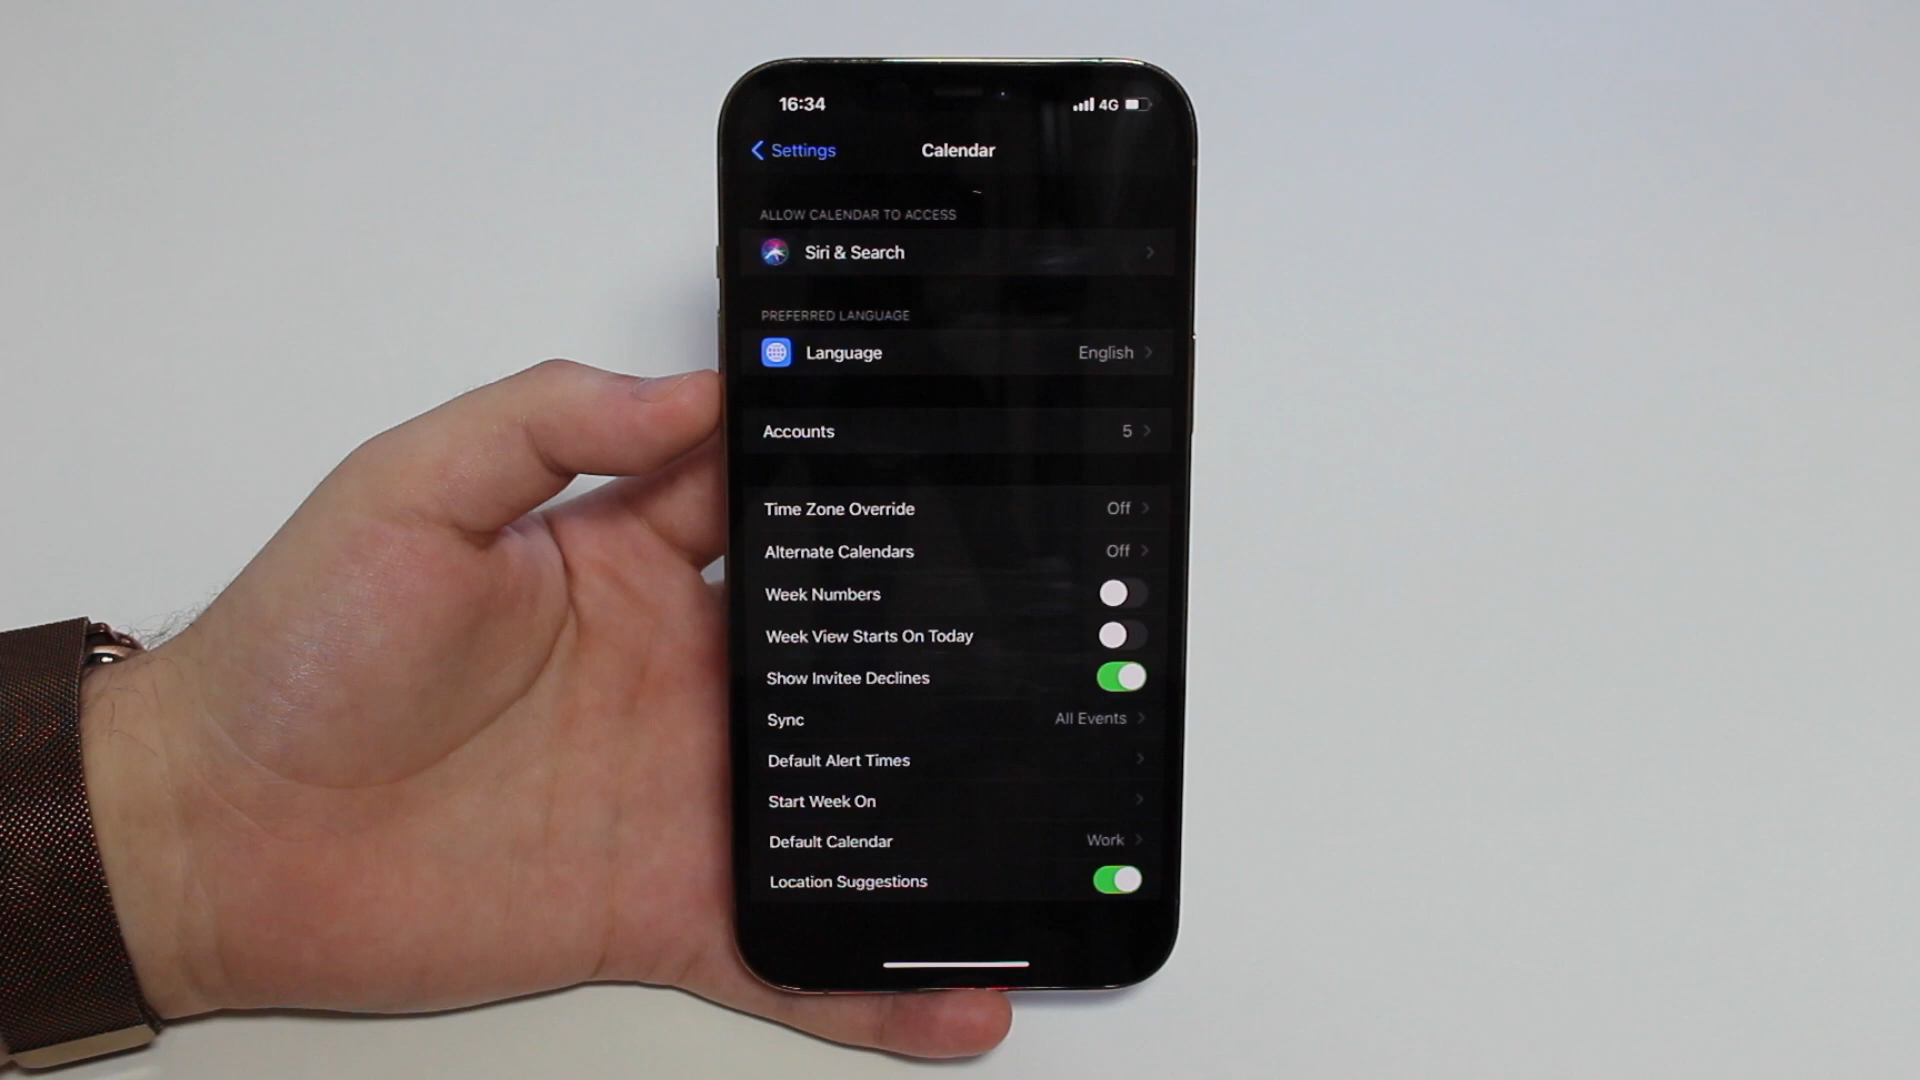 16:34 4G
Settings Calendar
ALLOW CALENDAR TO ACCESS
Siri & Search
PREFERRED LANGUAGE
Language English
Accounts 5
Time Zone Override Off
Alternate Calendars Off
Week Numbers
Week View Starts On Today
Show Invitee Declines
Sync All Events
Default Alert Times
Start Week On
Default Calendar Work
Location Suggestions